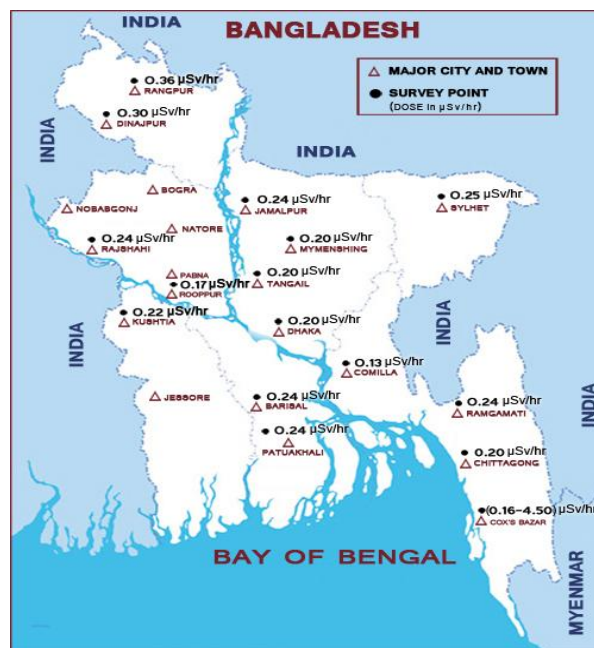 INDIA
BANGLADESH
△ MAJOR CITY AND TOWN
● SURVEY POINT
(DOSE in µSv/hr)
0.36 µSv/hr
RANGPUR
0.30 µSv/hr
DINAJPUR
INDIA
INDIA
BOGRA
NOBABGONJ
0.24 µSv/hr
JAMALPUR
0.25 µSv/hr
SYLHET
NATORE
0.24 µSv/hr
RAJSHAHI
0.20 µSv/hr
MYMENSHING
PABNA
0.17 µSv/hr
ROOPPUR
0.20 µSv/hr
TANGAIL
0.22 µSv/hr
KUSHTIA
0.20 µSv/hr
DHAKA
INDIA
INDIA
0.13 µSv/hr
COMILLA
JESSORE
0.24 µSv/hr
BARISAL
0.24 µSv/hr
RAMGAMATI
INDIA
0.24 µSv/hr
PATUAKHALI
0.20 µSv/hr
CHITTAGONG
(0.16-4.50) µSv/hr
COX'S BAZAR
BAY OF BENGAL
MYENMAR